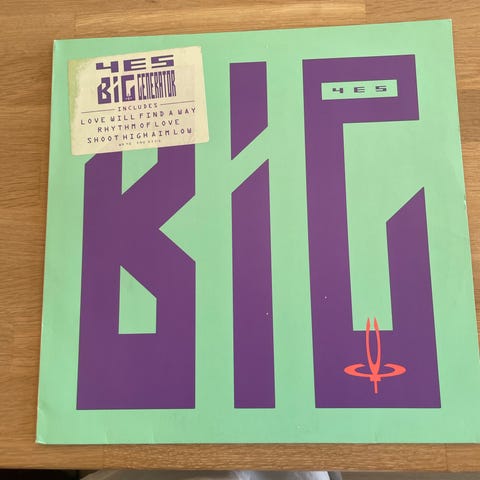 YES
BIG GENERATOR
INCLUDES
LOVE WILL FIND A WAY
RHYTHM OF LOVE
SHOOT HIGH AIM LOW
YES
BIG